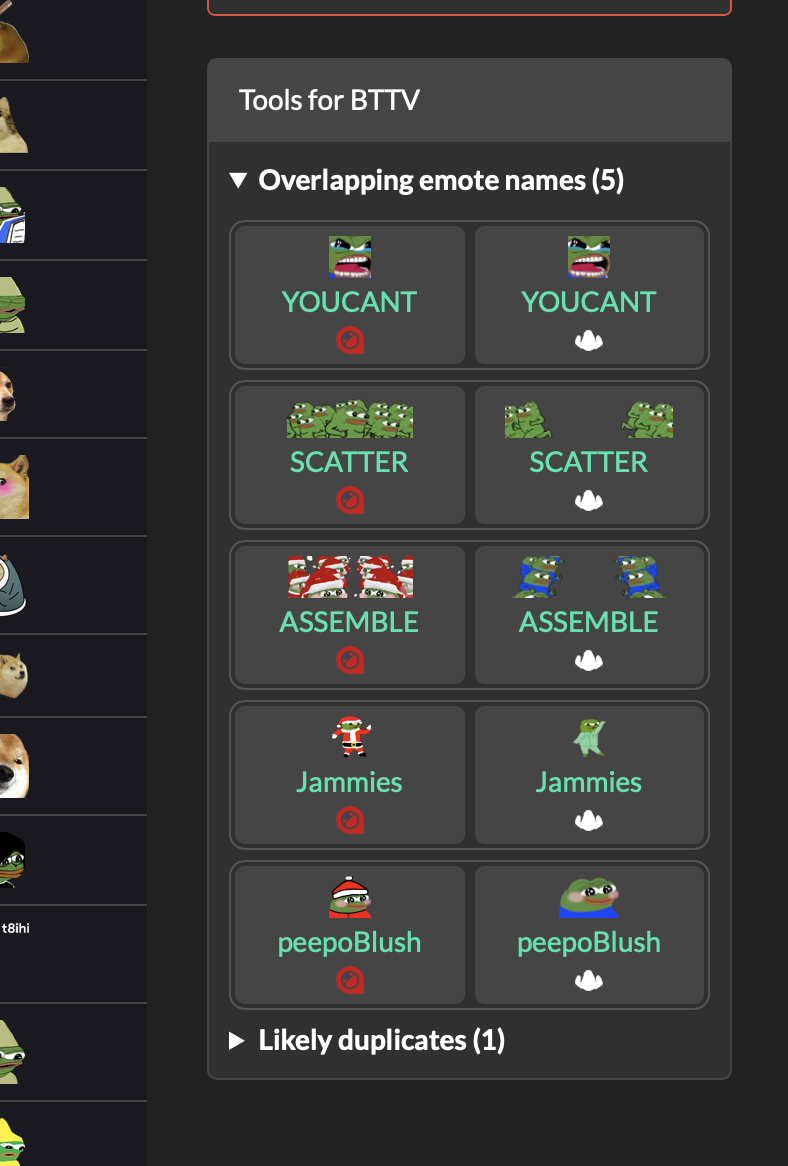 Tools for BTTV
▼ Overlapping emote names (5)
YOUCANT YOUCANT
SCATTER SCATTER
ASSEMBLE ASSEMBLE
Jammies Jammies
peepoBlush peepoBlush
t8ihi
▶ Likely duplicates (1)